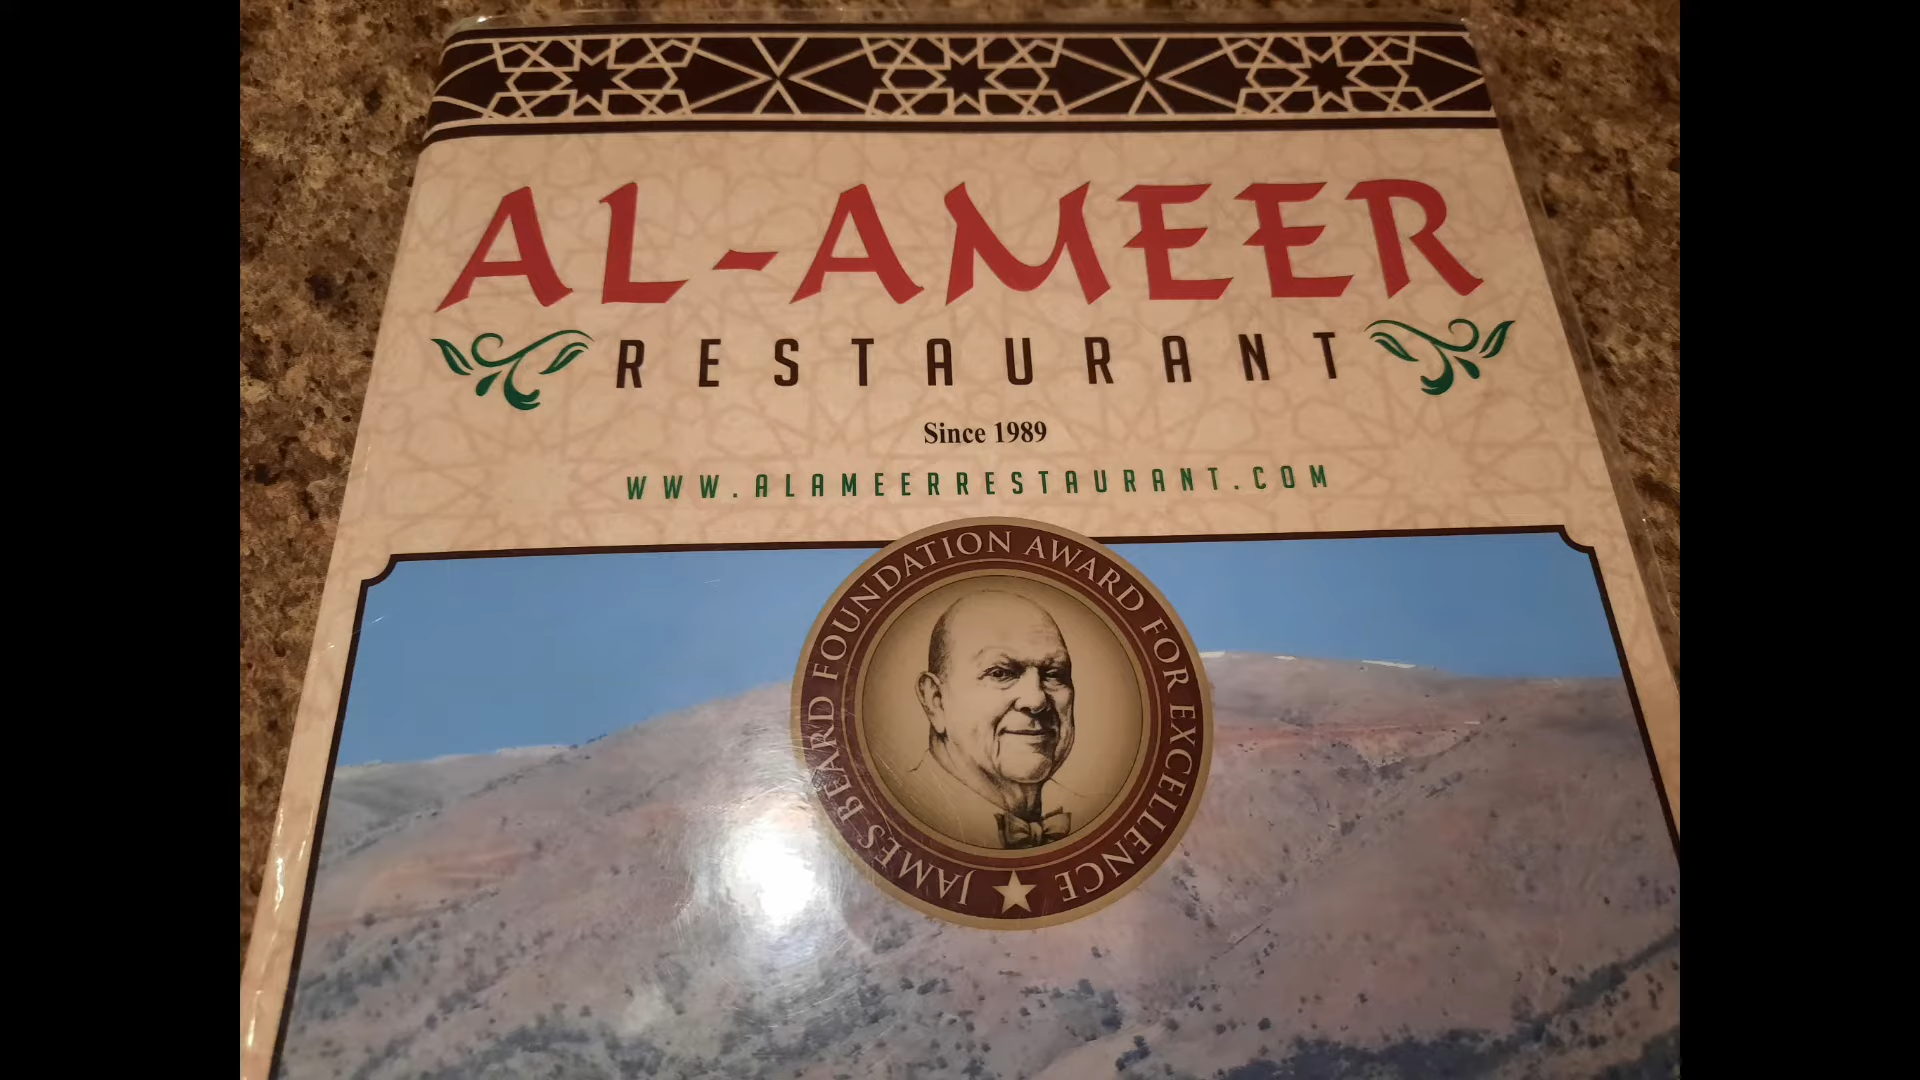 AL-AMEER
RESTAURANT
Since 1989
WWW.ALAMEERRESTAURANT.COM
JAMES BEARD FOUNDATION AWARD FOR EXCELLENCE